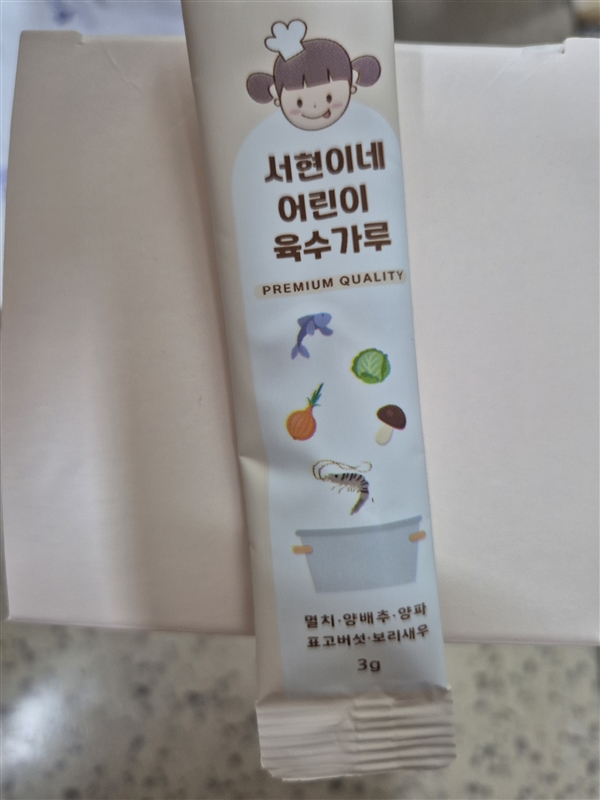 서현이네
어린이
육수가루
PREMIUM QUALITY
멸치·양배추·양파
표고버섯·보리새우
3g